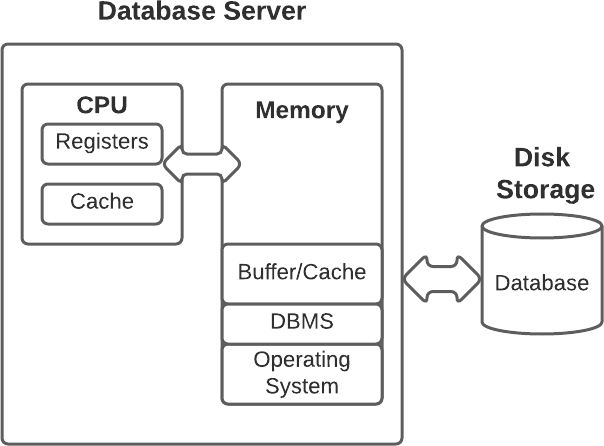 Database Server
CPU
Registers
Cache
Memory
Buffer/Cache
DBMS
Operating
System
Disk
Storage
Database